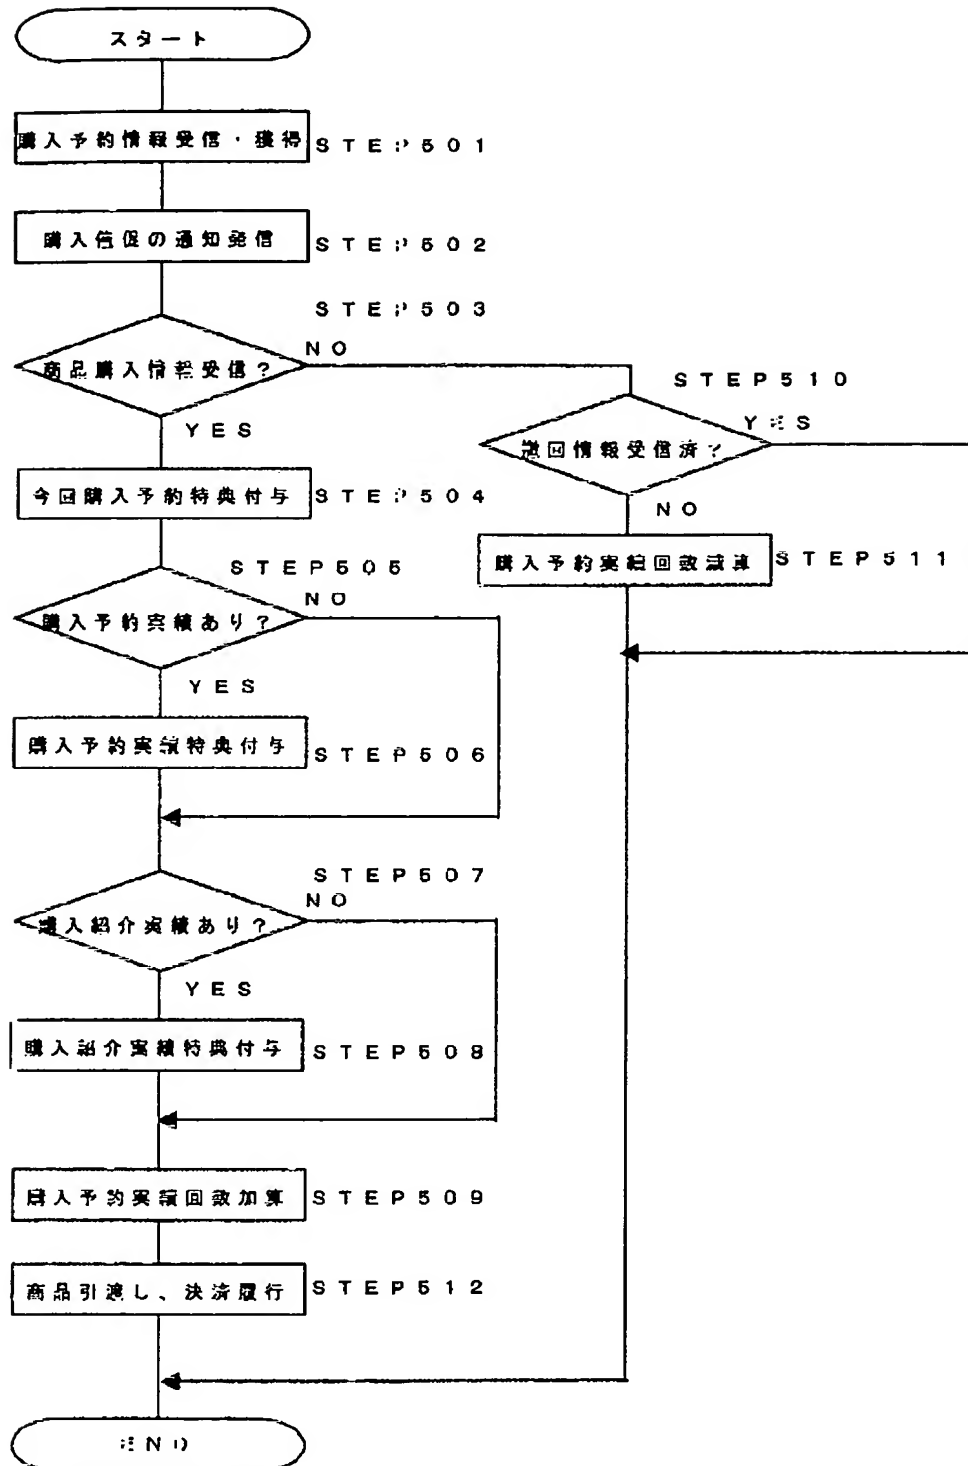 スタート
購入予約情報受信・獲得
STEP501
購入催促の通知発信
STEP502
STEP503
商品購入情報受信？
NO
YES
STEP510
撤回情報受信済？
YES
NO
今回購入予約特典付与
STEP504
購入予約実績回数減算
STEP511
STEP505
購入予約実績あり？
NO
YES
購入予約実績特典付与
STEP506
STEP507
購入紹介実績あり？
NO
YES
購入紹介実績特典付与
STEP508
購入予約実績回数加算
STEP509
商品引渡し、決済履行
STEP512
END